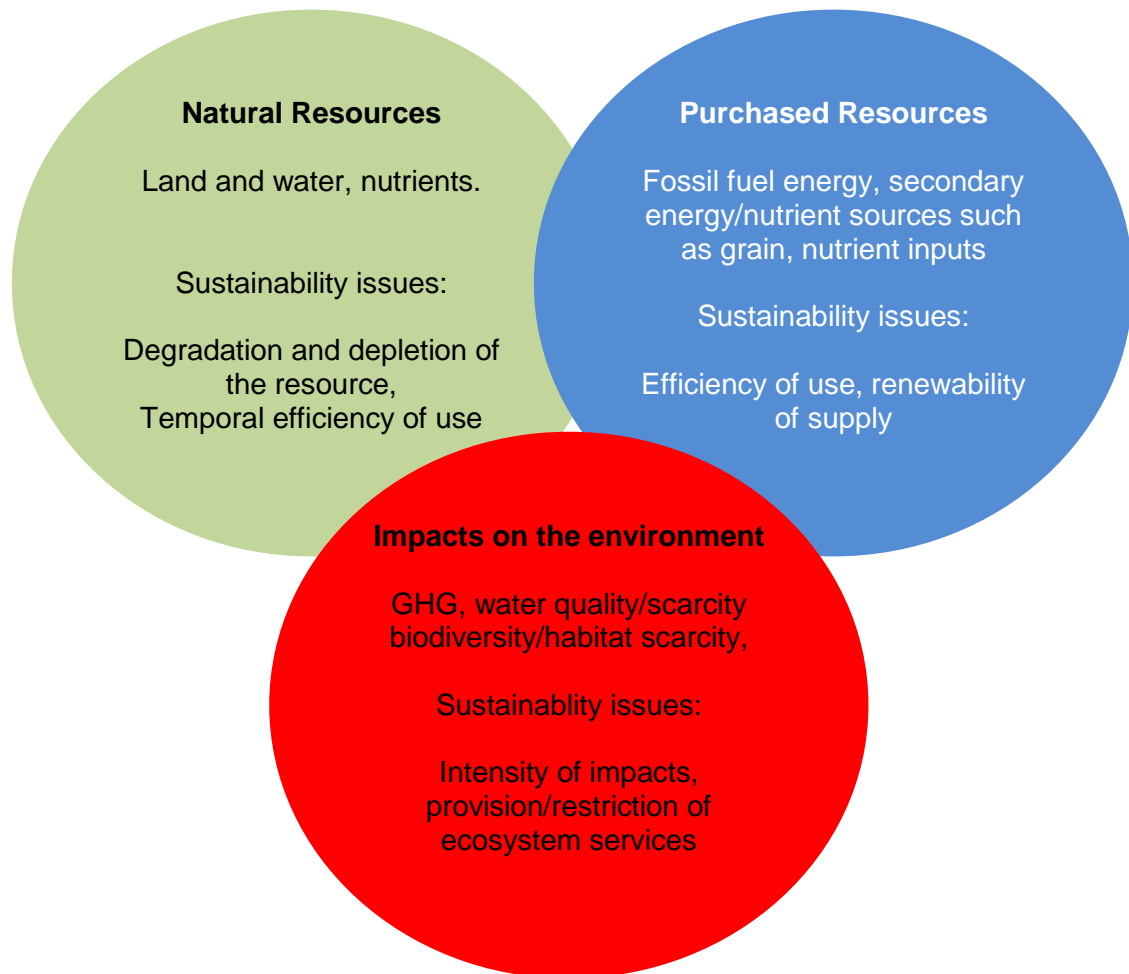 Natural Resources
Land and water, nutrients.
Sustainability issues:
Degradation and depletion of
the resource,
Temporal efficiency of use
Purchased Resources
Fossil fuel energy, secondary
energy/nutrient sources such
as grain, nutrient inputs
Sustainability issues:
Efficiency of use, renewability
of supply
Impacts on the environment
GHG, water quality/scarcity
biodiversity/habitat scarcity,
Sustainablity issues:
Intensity of impacts,
provision/restriction of
ecosystem services